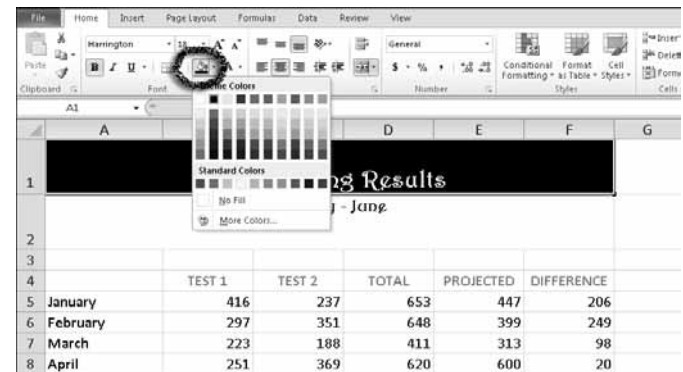 File Home Insert Page Layout Formulas Data Review View
Harrington
General
Paste
B I U A
$ % ,
Conditional Formatting Format as Table Cell Styles
Clipboard Font Number Styles Cells
A1
Theme Colors
Standard Colors
No Fill
More Colors...
A D E F G
1 Results
2 - June
3
4 TEST 1 TEST 2 TOTAL PROJECTED DIFFERENCE
5 January 416 237 653 447 206
6 February 297 351 648 399 249
7 March 223 188 411 313 98
8 April 251 369 620 600 20